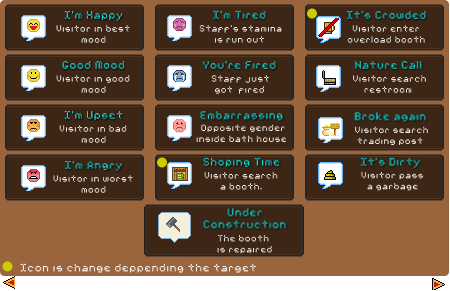 I'm Happy
Visitor in best
mood
I'm Tired
Staff's stamina
is run out
It's Crowded
Visitor enter
overload booth
Good Mood
Visitor in good
mood
You're Fired
Staff just
got fired
Nature Call
Visitor search
restroom
I'm Upset
Visitor in bad
mood
Embarrassing
Opposite gender
inside bath house
Broke again
Visitor search
trading post
I'm Angry
Visitor in worst
mood
Shoping Time
Visitor search
a booth.
It's Dirty
Visitor pass
a garbage
Under
Construction
The booth
is repaired
Icon is change deppending the target